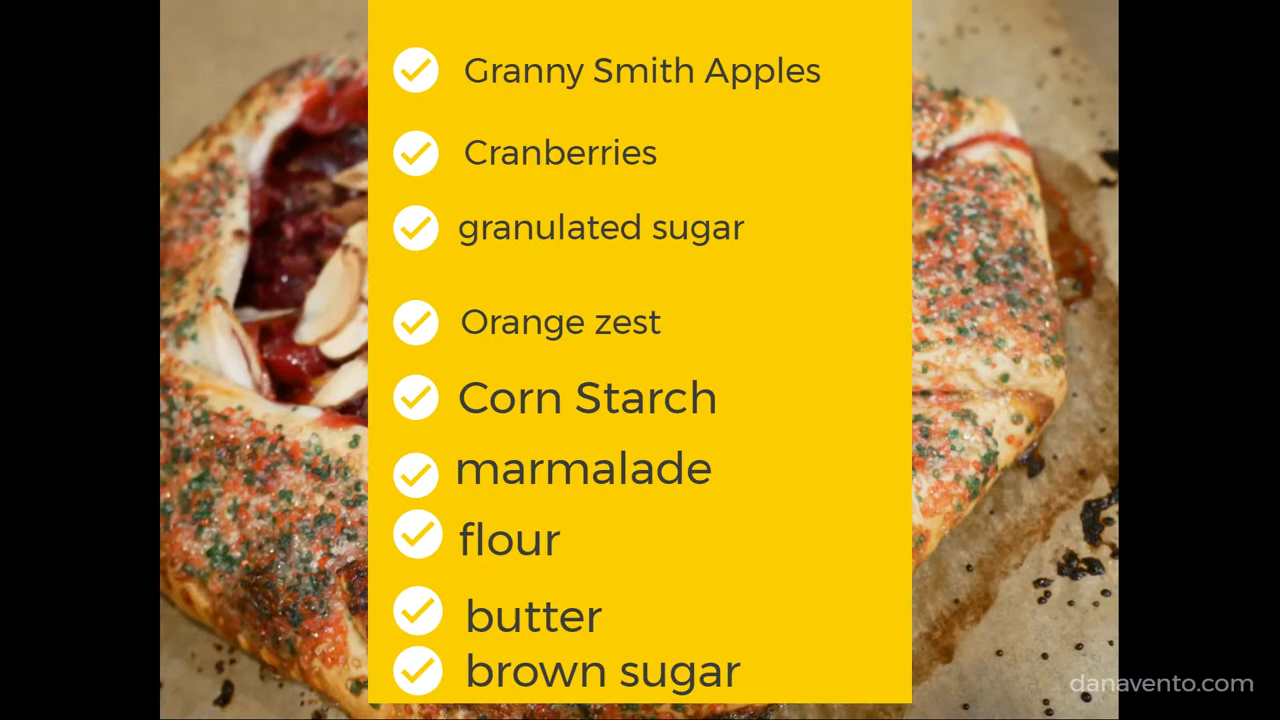 Granny Smith Apples
Cranberries
granulated sugar
Orange zest
Corn Starch
marmalade
flour
butter
brown sugar
danavento.com